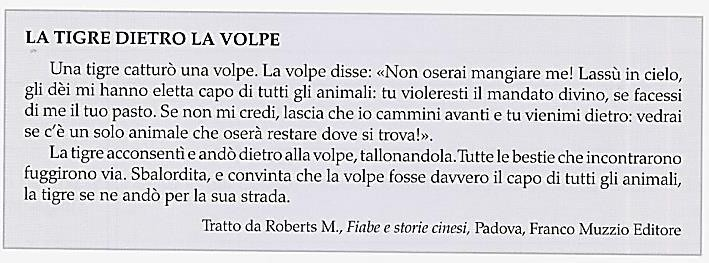 LA TIGRE DIETRO LA VOLPE
Una tigre catturò una volpe. La volpe disse: «Non oserai mangiare me! Lassù in cielo,
gli dèi mi hanno eletta capo di tutti gli animali: tu violeresti il mandato divino, se facessi
di me il tuo pasto. Se non mi credi, lascia che io cammini avanti e tu vienimi dietro: vedrai
se c'è un solo animale che oserà restare dove si trova!».
La tigre acconsentì e andò dietro alla volpe, tallonandola. Tutte le bestie che incontrarono
fuggirono via. Sbalordita, e convinta che la volpe fosse davvero il capo di tutti gli animali,
la tigre se ne andò per la sua strada.
Tratto da Roberts M., Fiabe e storie cinesi, Padova, Franco Muzzio Editore